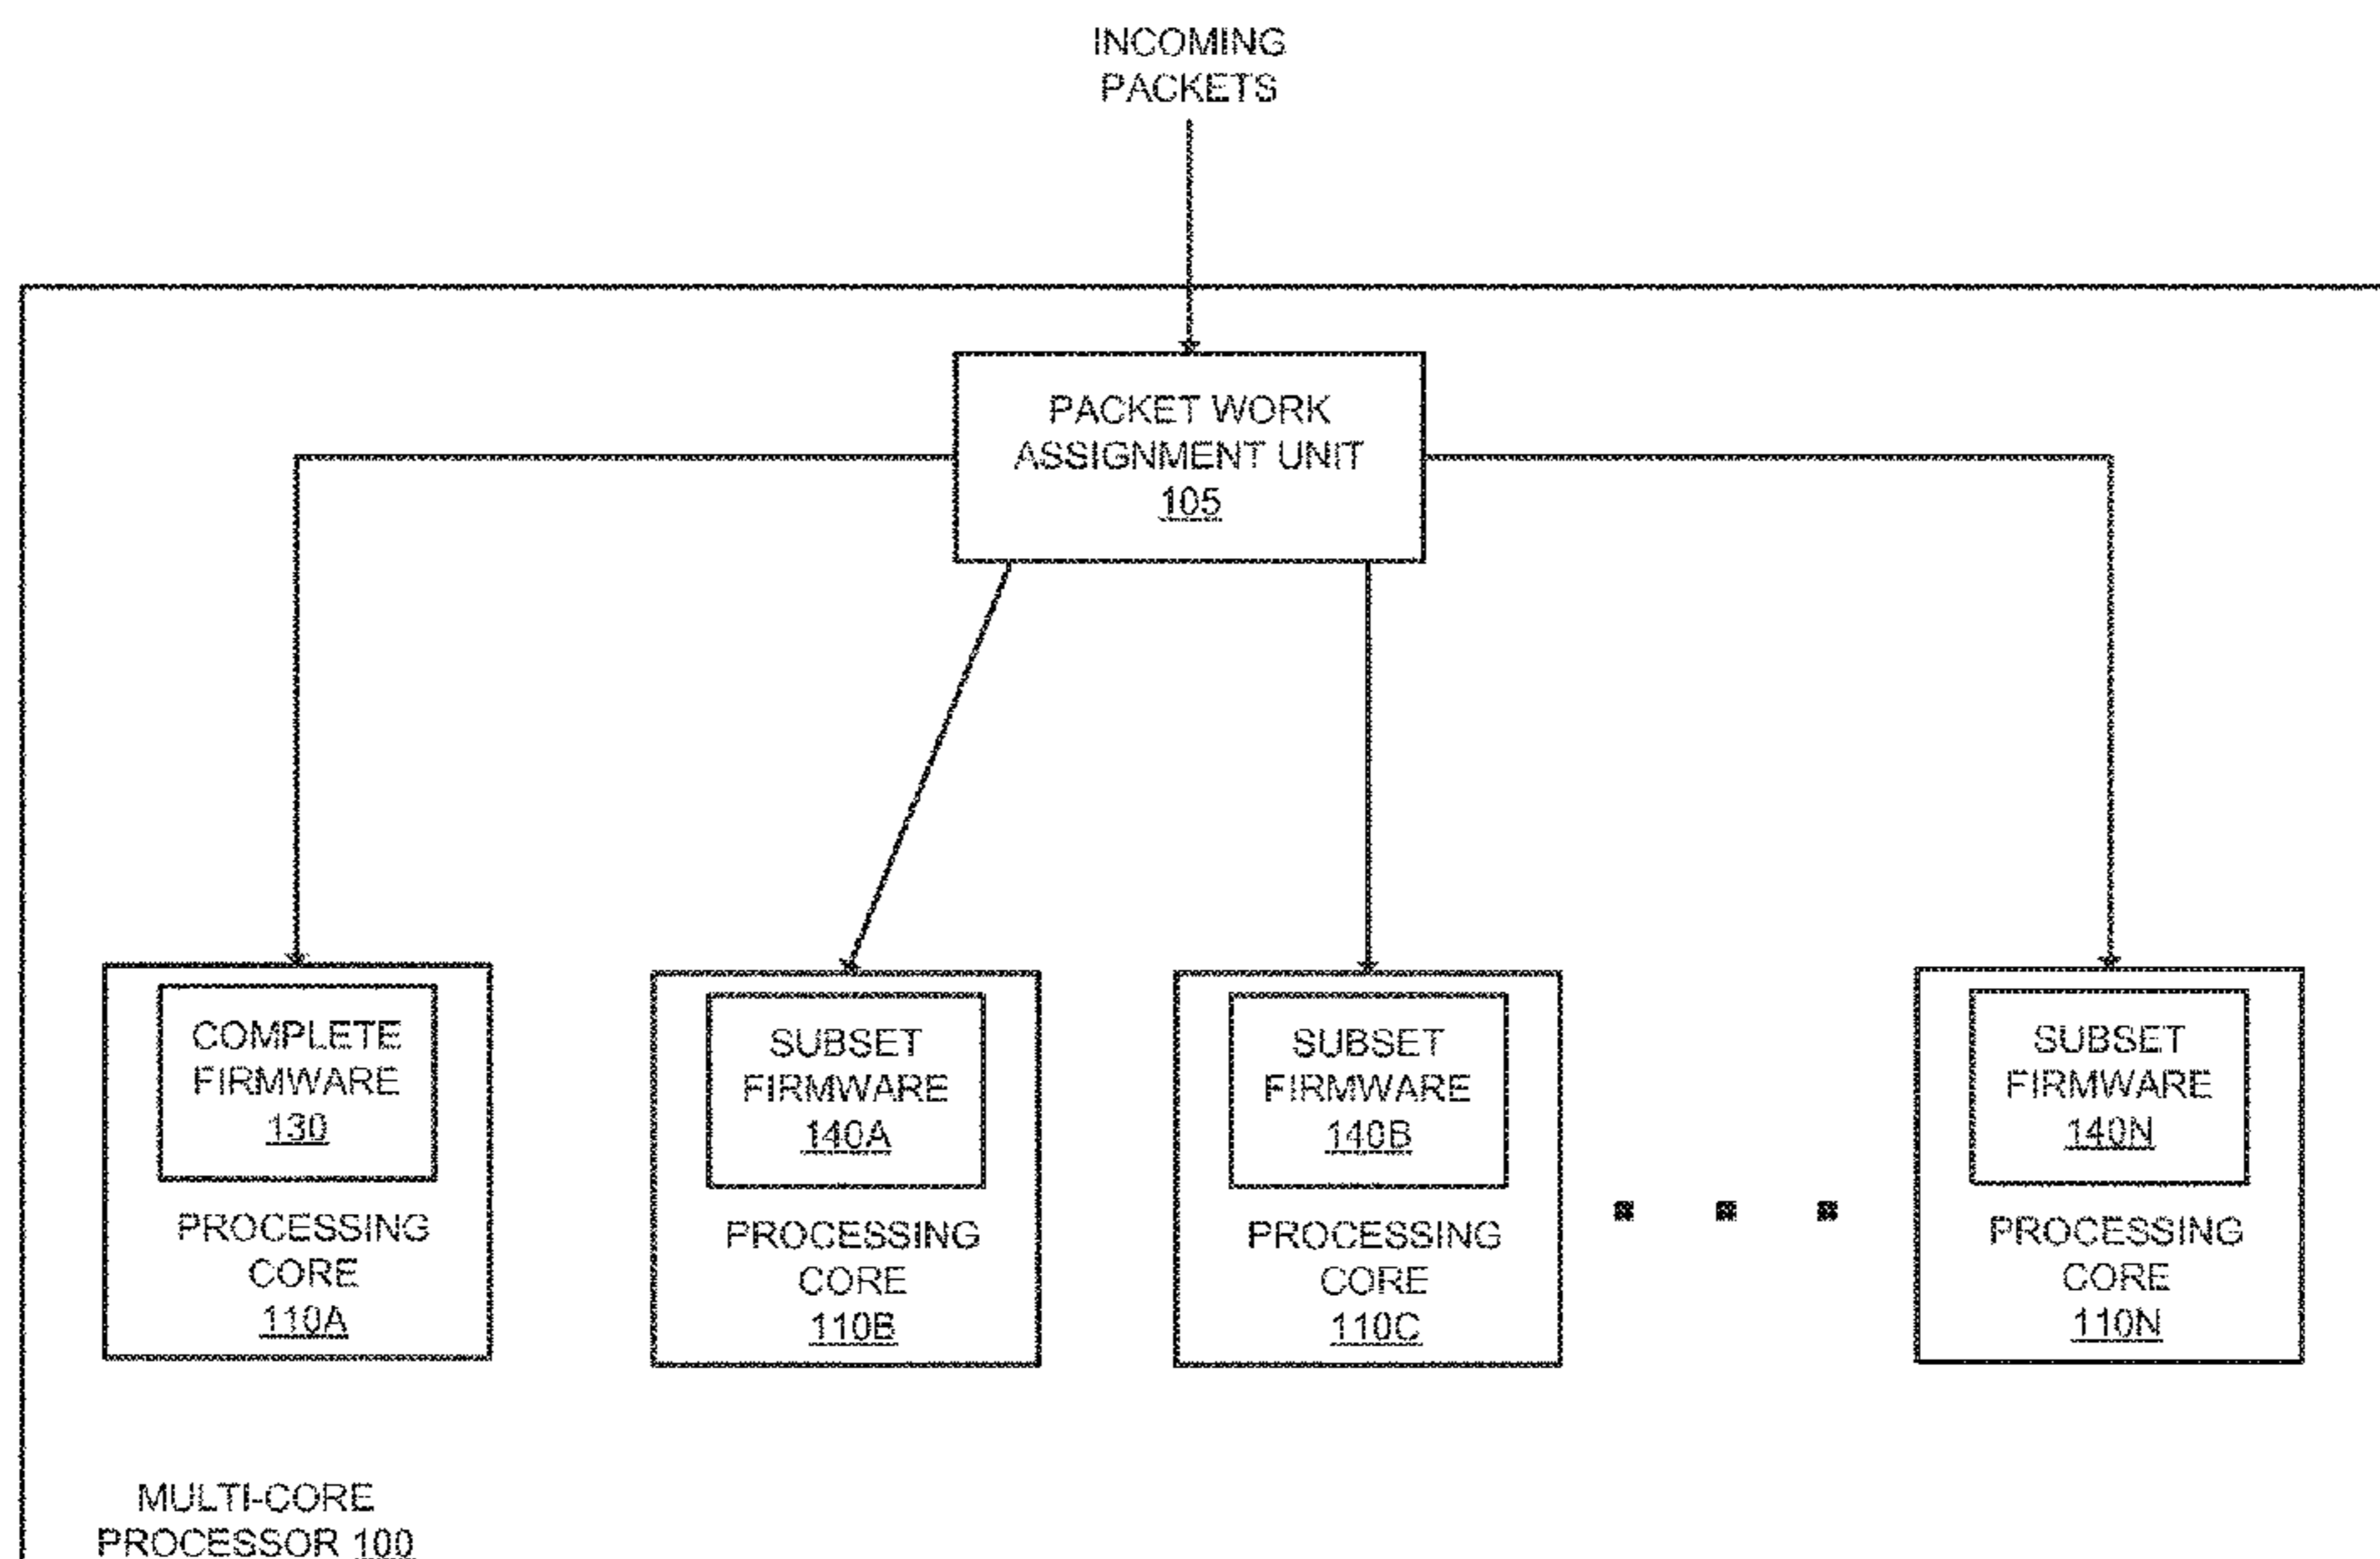 INCOMING
PACKETS
PACKET WORK
ASSIGNMENT UNIT
105
COMPLETE
FIRMWARE
130
PROCESSING
CORE
110A
SUBSET
FIRMWARE
140A
PROCESSING
CORE
110B
SUBSET
FIRMWARE
140B
PROCESSING
CORE
110C
SUBSET
FIRMWARE
140N
PROCESSING
CORE
110N
MULTI-CORE
PROCESSOR 100